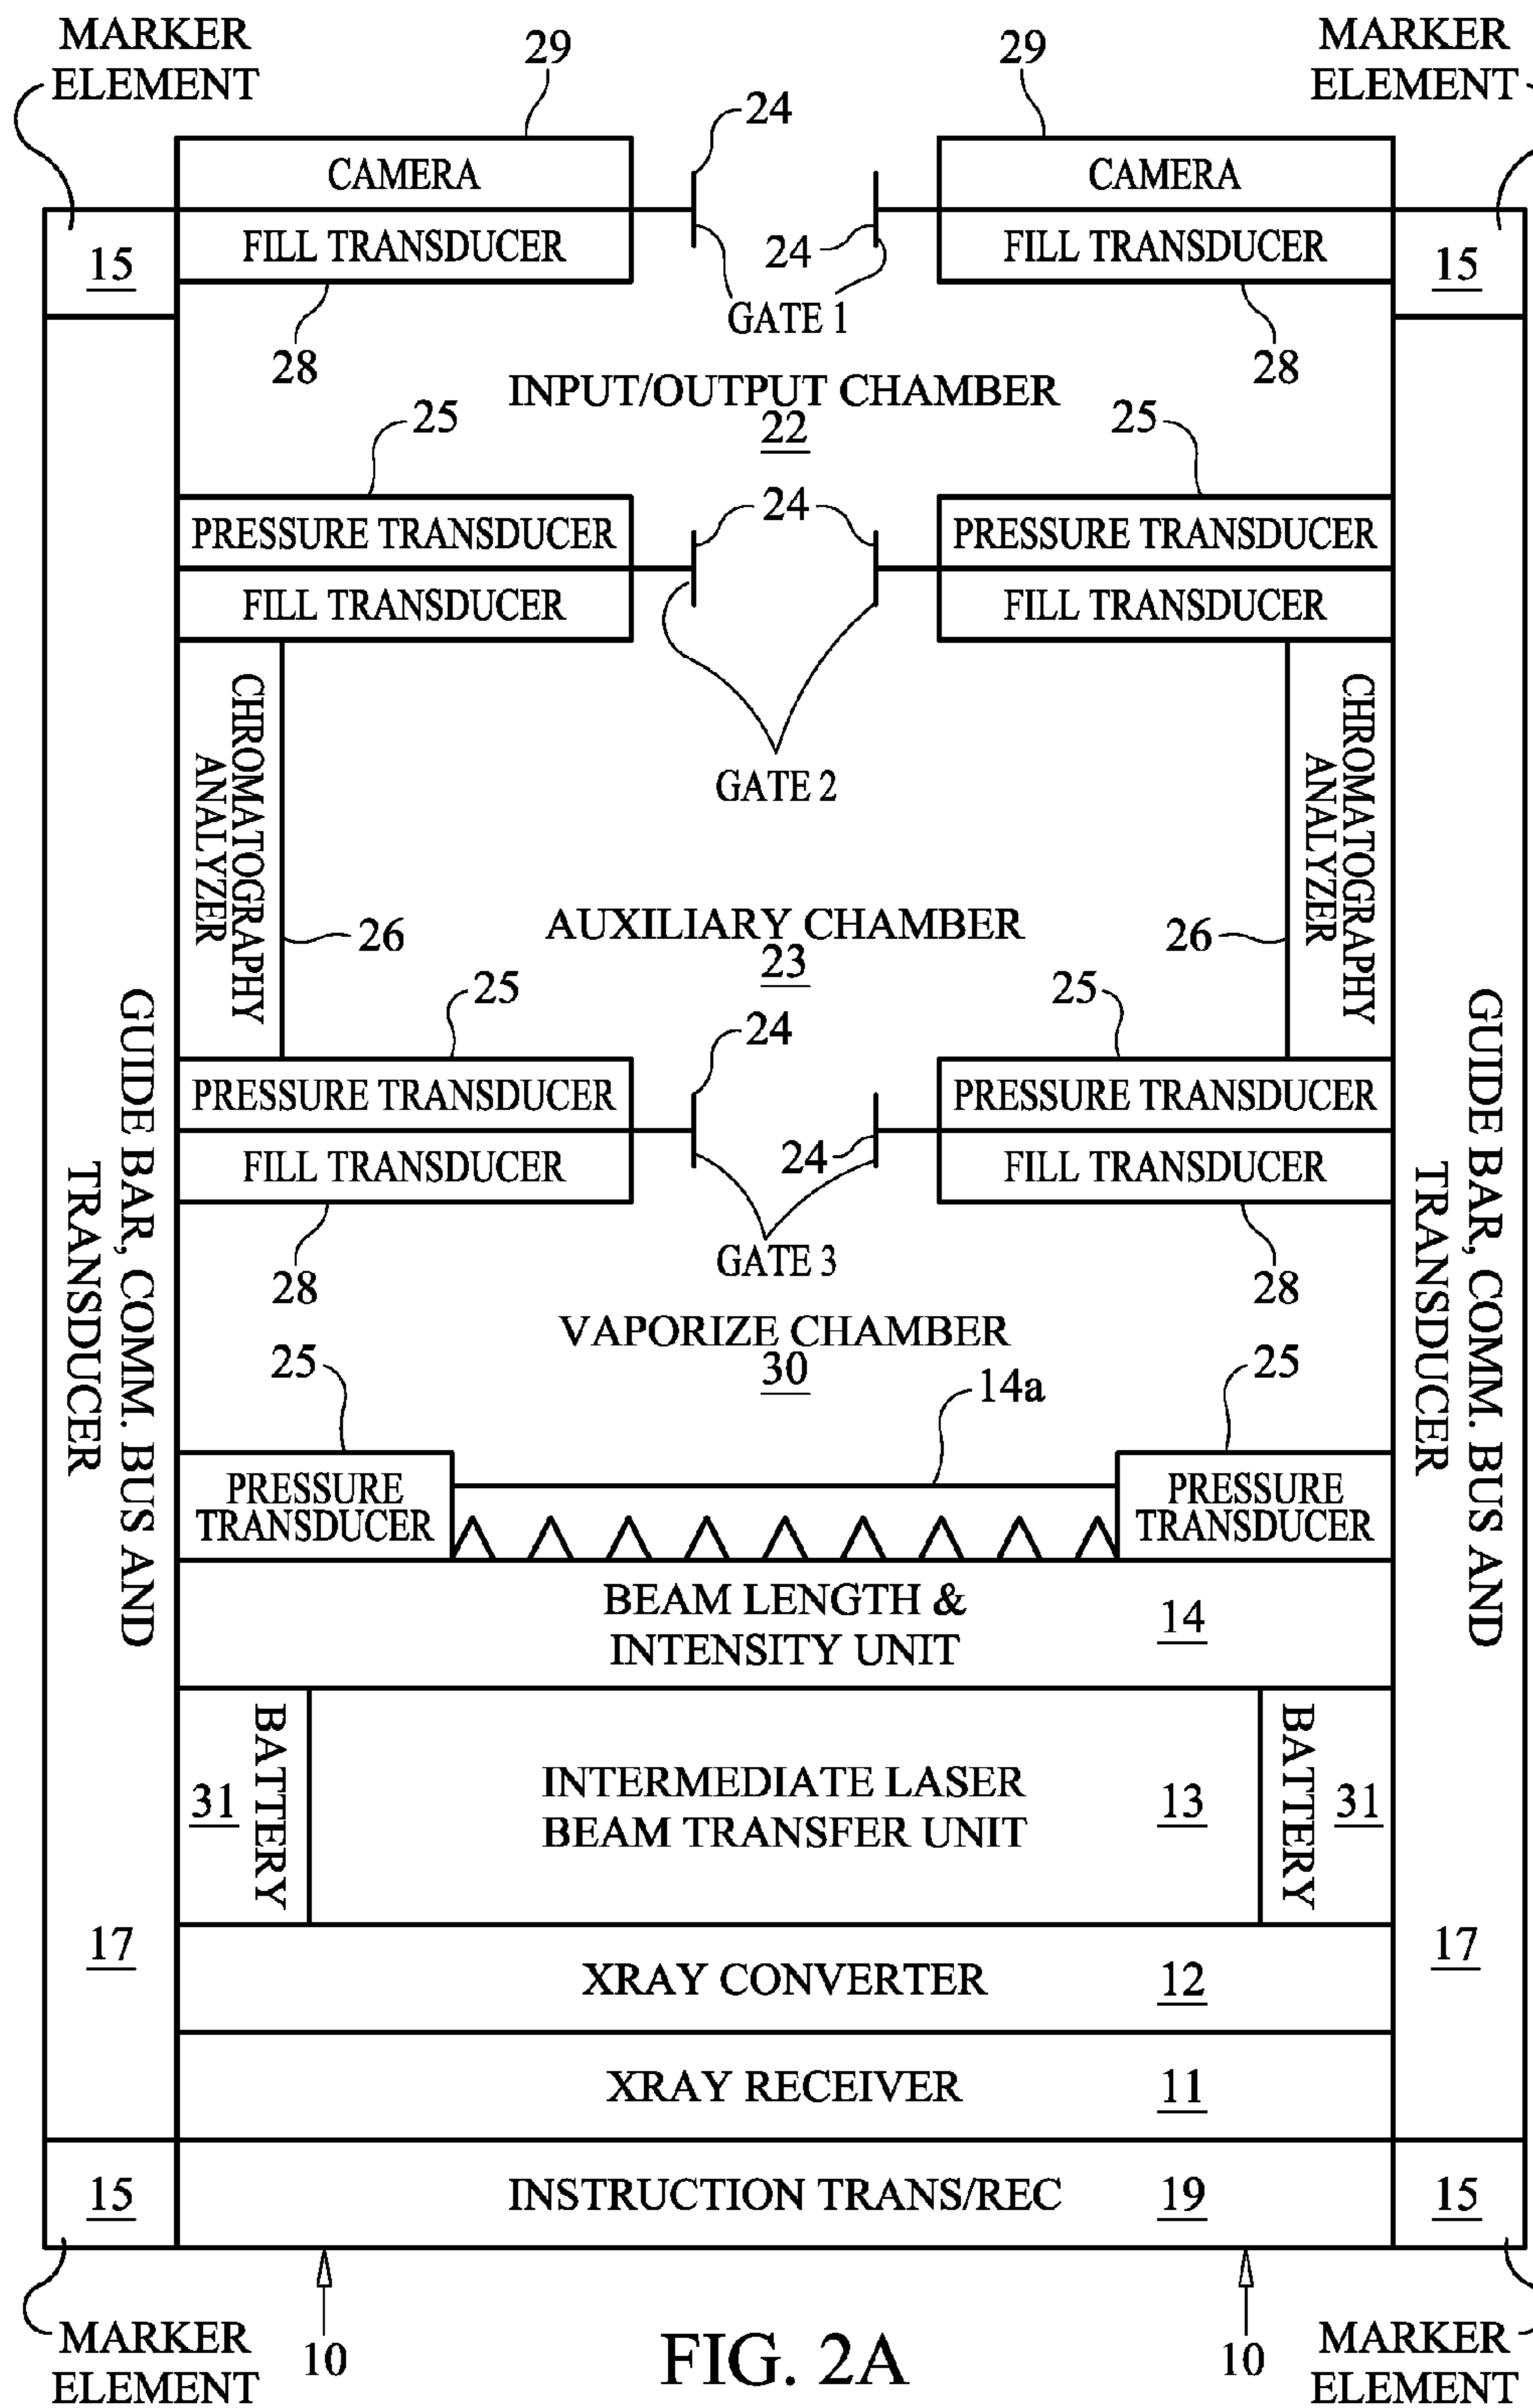 MARKER
ELEMENT
29
29
MARKER
ELEMENT
24
CAMERA
CAMERA
15
FILL TRANSDUCER
24
FILL TRANSDUCER
15
GATE 1
28
28
INPUT/OUTPUT CHAMBER
22
25
25
PRESSURE TRANSDUCER
24
PRESSURE TRANSDUCER
FILL TRANSDUCER
FILL TRANSDUCER
CHROMATOGRAPHY
ANALYZER
GATE 2
CHROMATOGRAPHY
ANALYZER
26
AUXILIARY CHAMBER
23
26
25
25
24
PRESSURE TRANSDUCER
PRESSURE TRANSDUCER
FILL TRANSDUCER
24
FILL TRANSDUCER
GATE 3
28
28
GUIDE BAR, COMM. BUS AND
TRANSDUCER
GUIDE BAR, COMM. BUS AND
TRANSDUCER
VAPORIZE CHAMBER
30
25
14a
25
PRESSURE
TRANSDUCER
PRESSURE
TRANSDUCER
BEAM LENGTH &
INTENSITY UNIT
14
31
BATTERY
INTERMEDIATE LASER
BEAM TRANSFER UNIT
13
BATTERY
31
17
XRAY CONVERTER
12
17
XRAY RECEIVER
11
15
INSTRUCTION TRANS/REC
19
15
MARKER
ELEMENT
10
FIG. 2A
10
MARKER
ELEMENT